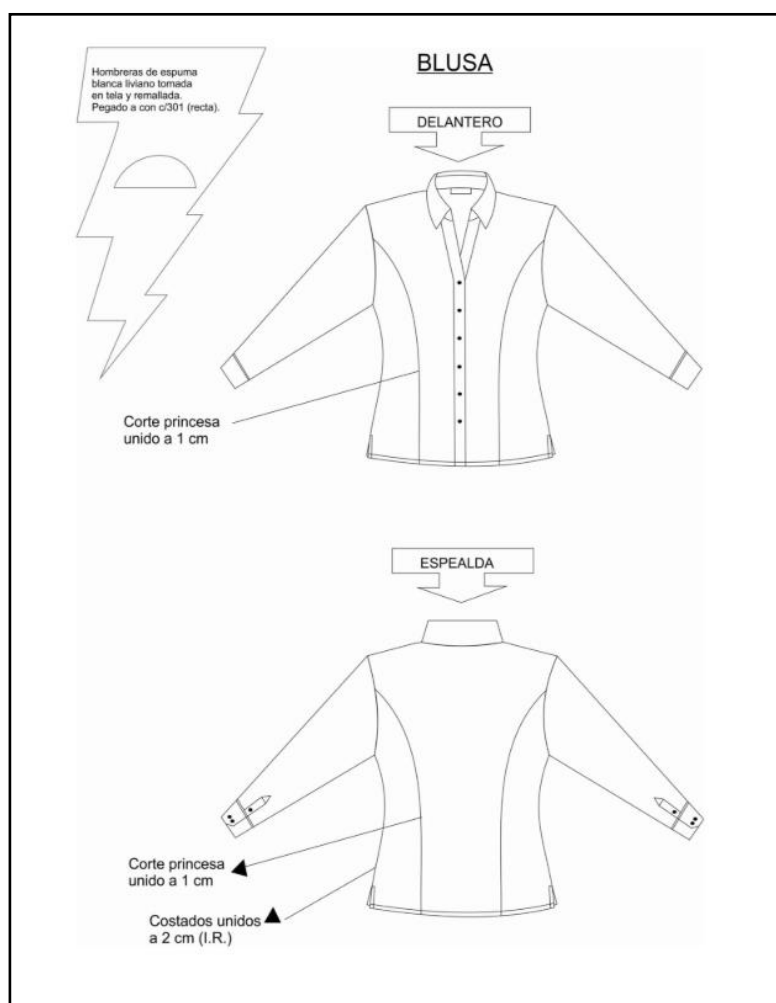 BLUSA
Hombreras de espuma
blanca liviano tomada
en tela y remallada.
Pegado a con c/301 (recta).
DELANTERO
Corte princesa
unido a 1 cm
ESPEALDA
Corte princesa
unido a 1 cm
Costados unidos
a 2 cm (I.R.)